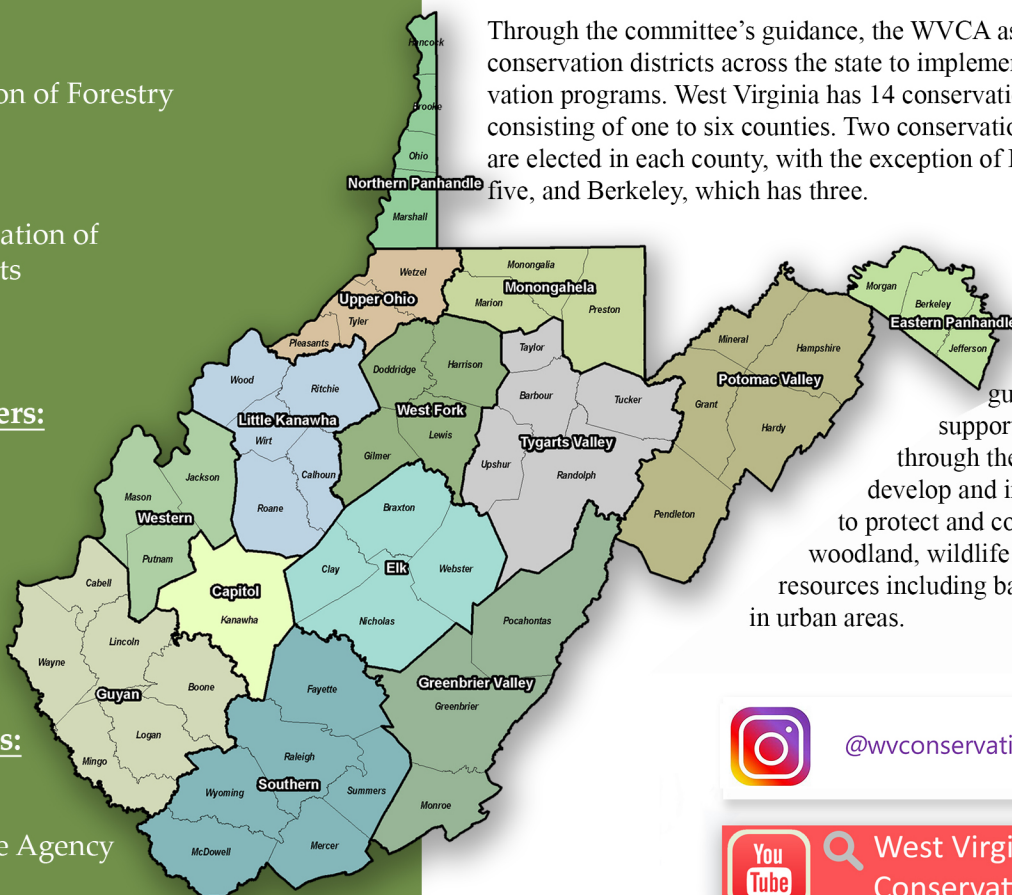 on of Forestry
ation of
ts
ers:
s:
e Agency
Through the committee’s guidance, the WVCA as
conservation districts across the state to implemen
vation programs. West Virginia has 14 conservati
consisting of one to six counties. Two conservatio
are elected in each county, with the exception of
five, and Berkeley, which has three.
Hancock
Brooke
Ohio
Northern Panhandle
Marshall
Wetzel
Upper Ohio
Tyler
Pleasants
Monongalia
Monongahela
Marion
Preston
Morgan
Berkeley
Eastern Panhandle
Jefferson
Mineral
Hampshire
Potomac Valley
Grant
Hardy
Pendleton
Taylor
Barbour
Tucker
Tygarts Valley
Upshur
Randolph
Doddridge
Harrison
West Fork
Lewis
Gilmer
Wood
Ritchie
Little Kanawha
Wirt
Calhoun
Roane
Jackson
Mason
Western
Putnam
Capitol
Kanawha
Braxton
Clay
Elk
Webster
Nicholas
Pocahontas
Greenbrier Valley
Greenbrier
Monroe
Cabell
Lincoln
Wayne
Boone
Guyan
Logan
Mingo
Fayette
Raleigh
Southern
Wyoming
Summers
McDowell
Mercer
gu
support
through the
develop and i
to protect and co
woodland, wildlife
resources including ba
in urban areas.
@wvconservati
You
Tube
West Virgi
Conservat